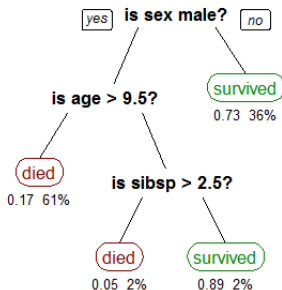 yes is sex male? no
survived
0.73 36%
is age > 9.5?
died
0.17 61%
is sibsp > 2.5?
died survived
0.05 2% 0.89 2%